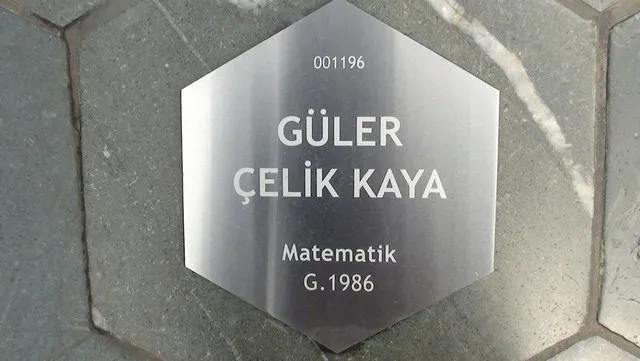 001196
GÜLER
ÇELİK KAYA
Matematik
G.1986